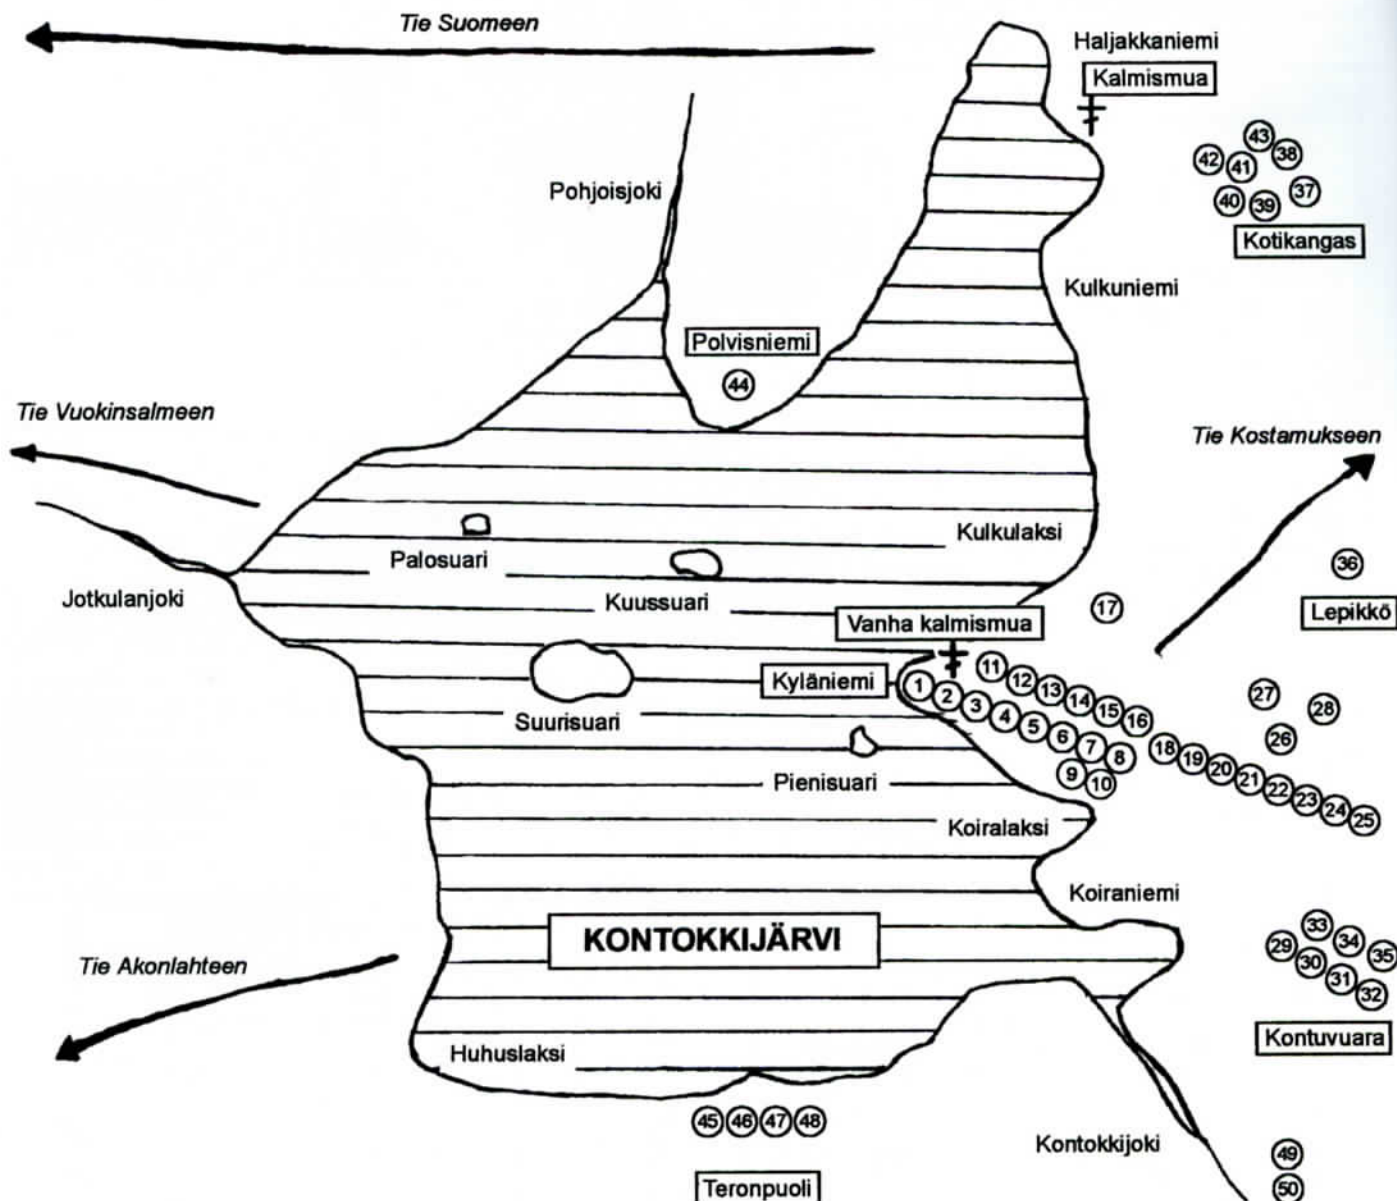 Tie Suomeen
Haljakkaniemi
Kalmismua
43
42
41
38
37
40
39
Kotikangas
Pohjoisjoki
Kulkuniemi
Polvisniemi
44
Tie Vuokinsalmeen
Tie Kostamukseen
Kulkulaksi
Palosuari
36
Jotkulanjoki
Kuussuari
17
Lepikkö
Vanha kalmismua
Kyläniemi
1
2
3
4
5
6
7
8
9
10
11
12
13
14
15
16
18
19
20
21
22
23
24
25
27
28
26
Suurisuari
Pienisuari
Koiralaksi
Koiraniemi
KONTOKKIJÄRVI
33
34
35
29
30
31
32
Kontuvuara
Tie Akonlahteen
Huhuslaksi
45
46
47
48
Teronpuoli
Kontokkijoki
49
50